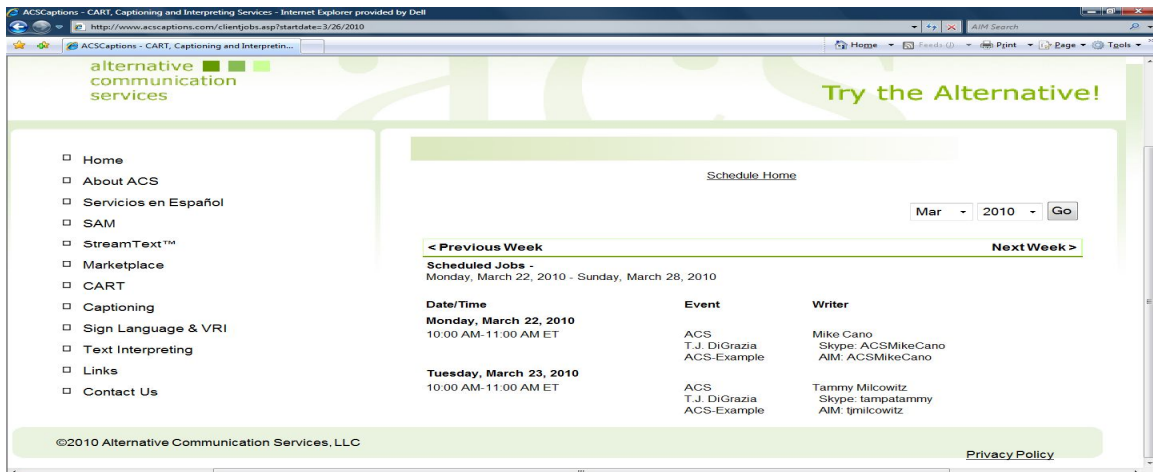 ACSCaptions - CART, Captioning and Interpreting Services - Internet Explorer provided by Dell
http://www.acscaptions.com/clientjobs.asp?startdate=3/26/2010
AIM Search
ACSCaptions - CART, Captioning and Interpretin...
Home Feeds (J) Print Page Tools
alternative
communication
services
acs
Try the Alternative!
Home
About ACS
Servicios en Español
SAM
StreamText™
Marketplace
CART
Captioning
Sign Language & VRI
Text Interpreting
Links
Contact Us
Schedule Home
Mar 2010 Go
< Previous Week Next Week >
Scheduled Jobs -
Monday, March 22, 2010 - Sunday, March 28, 2010
Date/Time Event Writer
Monday, March 22, 2010
10:00 AM-11:00 AM ET ACS Mike Cano
T.J. DiGrazia Skype: ACSMikeCano
ACS-Example AIM: ACSMikeCano
Tuesday, March 23, 2010
10:00 AM-11:00 AM ET ACS Tammy Milcowitz
T.J. DiGrazia Skype: tampatammy
ACS-Example AIM: tjmilcowitz
©2010 Alternative Communication Services, LLC
Privacy Policy